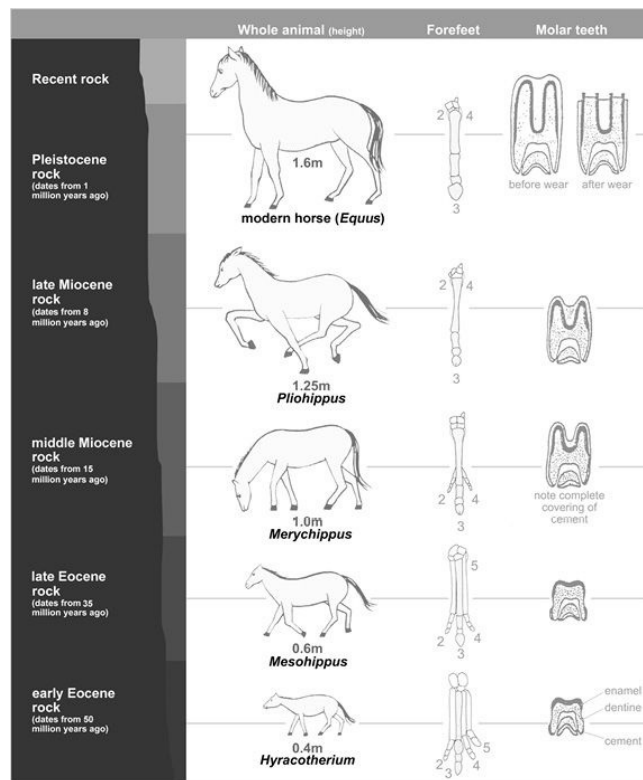 Whole animal (height) Forefeet Molar teeth
Recent rock
2 4
1.6m
Pleistocene
rock
(dates from 1
million years ago)
before wear after wear
3
modern horse (Equus)
late Miocene
rock
(dates from 8
million years ago)
2 4
3
1.25m
Pliohippus
middle Miocene
rock
(dates from 15
million years ago)
2 4
3
note complete
covering of
cement
1.0m
Merychippus
late Eocene
rock
(dates from 35
million years ago)
5
2 4
3
0.6m
Mesohippus
early Eocene
rock
(dates from 50
million years ago)
enamel
dentine
cement
5
2 4
3
0.4m
Hyracotherium